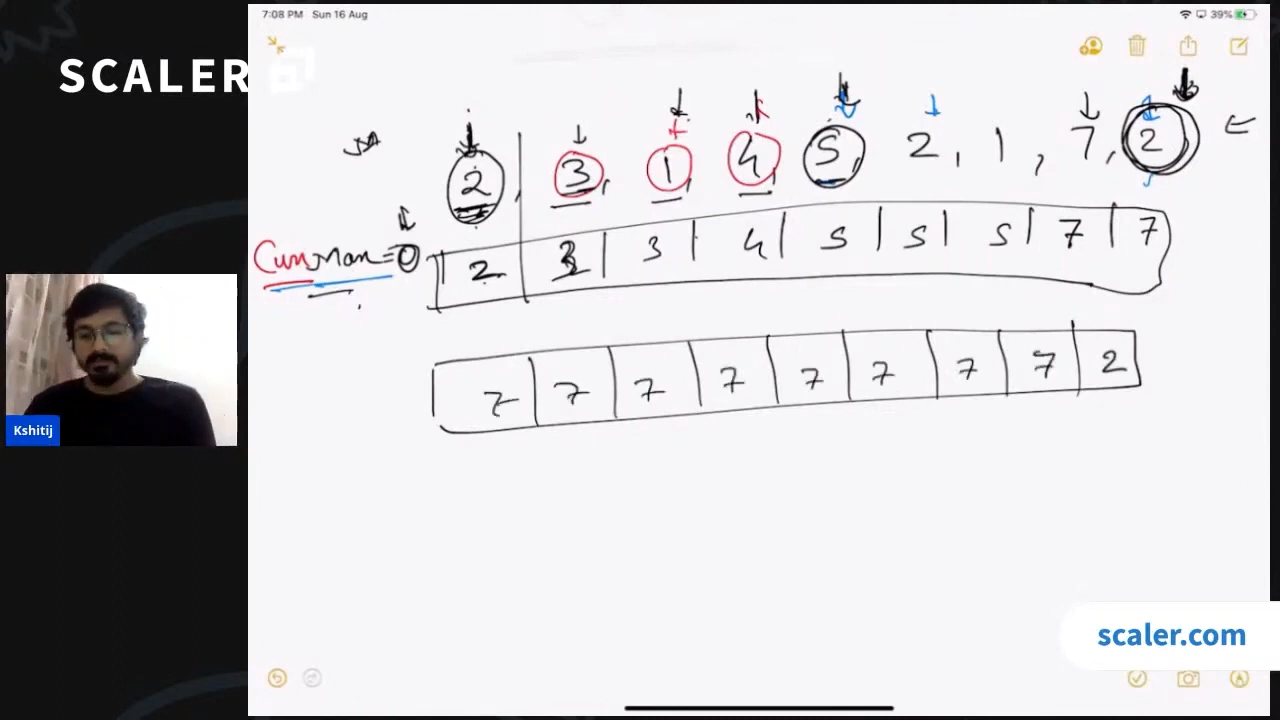 7:08 PM Sun 16 Aug
39%
SCALER
2, 3, 1, 4, 5, 2, 1, 7, 2
CurrMax=0
2 3 3 4 5 5 5 7 7
7 7 7 7 7 7 7 7 2
Kshitij
scaler.com